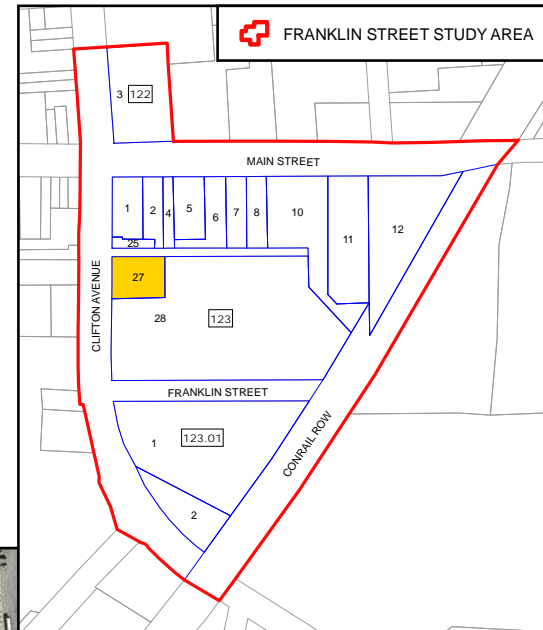 FRANKLIN STREET STUDY AREA
3 122
MAIN STREET
1 2 4 5 6 7 8 10 11 12
25
27
CLIFTON AVENUE
28 123
FRANKLIN STREET
1 123.01
CONRAIL ROW
2